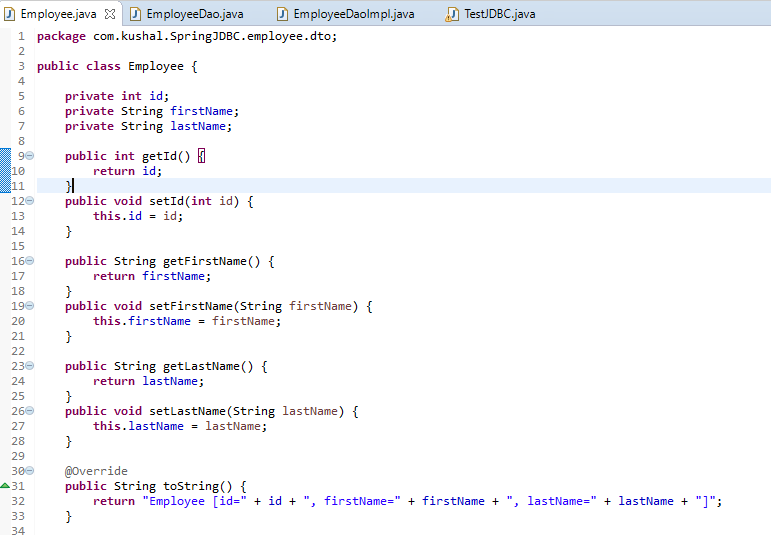 Employee.java EmployeeDao.java EmployeeDaoImpl.java TestJDBC.java
1 package com.kushal.SpringJDBC.employee.dto;
2
3 public class Employee {
4
5     private int id;
6     private String firstName;
7     private String lastName;
8
9     public int getId() {
10         return id;
11     }
12     public void setId(int id) {
13         this.id = id;
14     }
15
16     public String getFirstName() {
17         return firstName;
18     }
19     public void setFirstName(String firstName) {
20         this.firstName = firstName;
21     }
22
23     public String getLastName() {
24         return lastName;
25     }
26     public void setLastName(String lastName) {
27         this.lastName = lastName;
28     }
29
30     @Override
31     public String toString() {
32         return "Employee [id=" + id + ", firstName=" + firstName + ", lastName=" + lastName + "]";
33     }
34